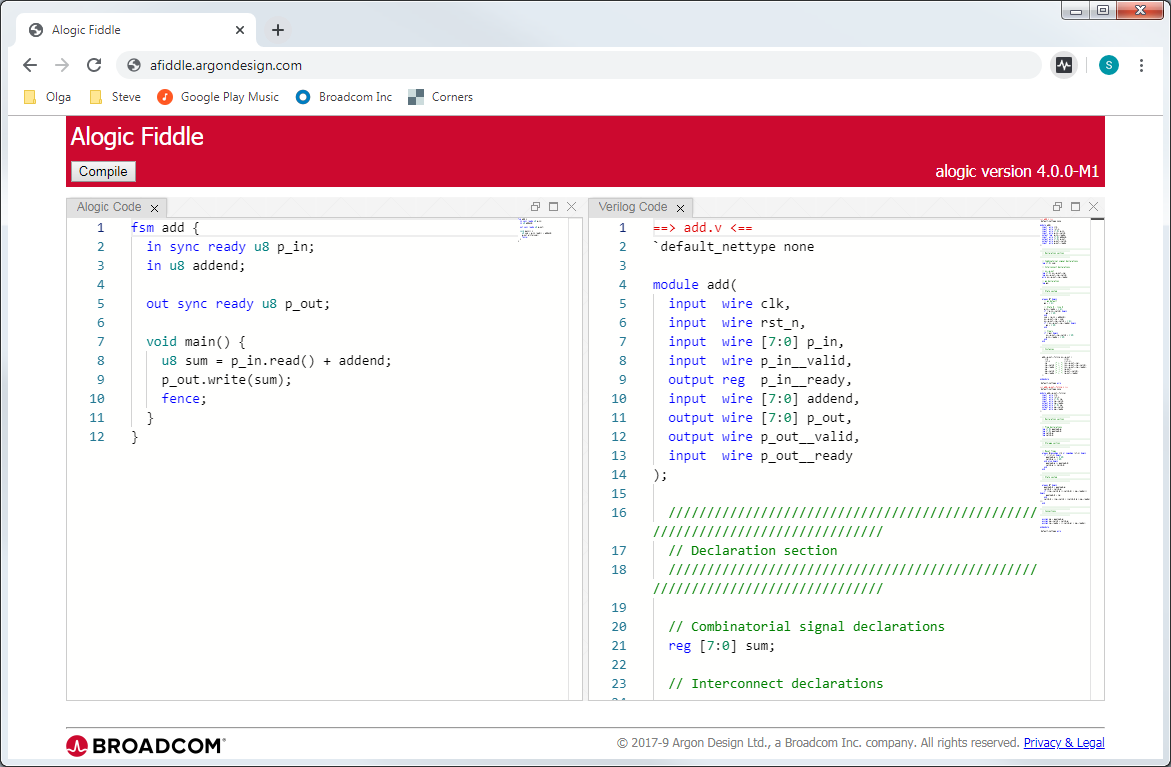 Alogic Fiddle
afiddle.argondesign.com
S
Olga
Steve
Google Play Music
Broadcom Inc
Corners
Alogic Fiddle
Compile
alogic version 4.0.0-M1
Alogic Code
1 fsm add {
2 in sync ready u8 p_in;
3 in u8 addend;
4
5 out sync ready u8 p_out;
6
7 void main() {
8 u8 sum = p_in.read() + addend;
9 p_out.write(sum);
10 fence;
11 }
12 }
Verilog Code
1 ==> add.v <==
2 `default_nettype none
3
4 module add(
5 input wire clk,
6 input wire rst_n,
7 input wire [7:0] p_in,
8 input wire p_in__valid,
9 output reg p_in__ready,
10 input wire [7:0] addend,
11 output wire [7:0] p_out,
12 output wire p_out__valid,
13 input wire p_out__ready
14 );
15
16 ////////////////////////////////////////////////
//////////////////////////////
17 // Declaration section
18 ////////////////////////////////////////////////
//////////////////////////////
19
20 // Combinatorial signal declarations
21 reg [7:0] sum;
22
23 // Interconnect declarations
BROADCOM®
© 2017-9 Argon Design Ltd., a Broadcom Inc. company. All rights reserved. Privacy & Legal